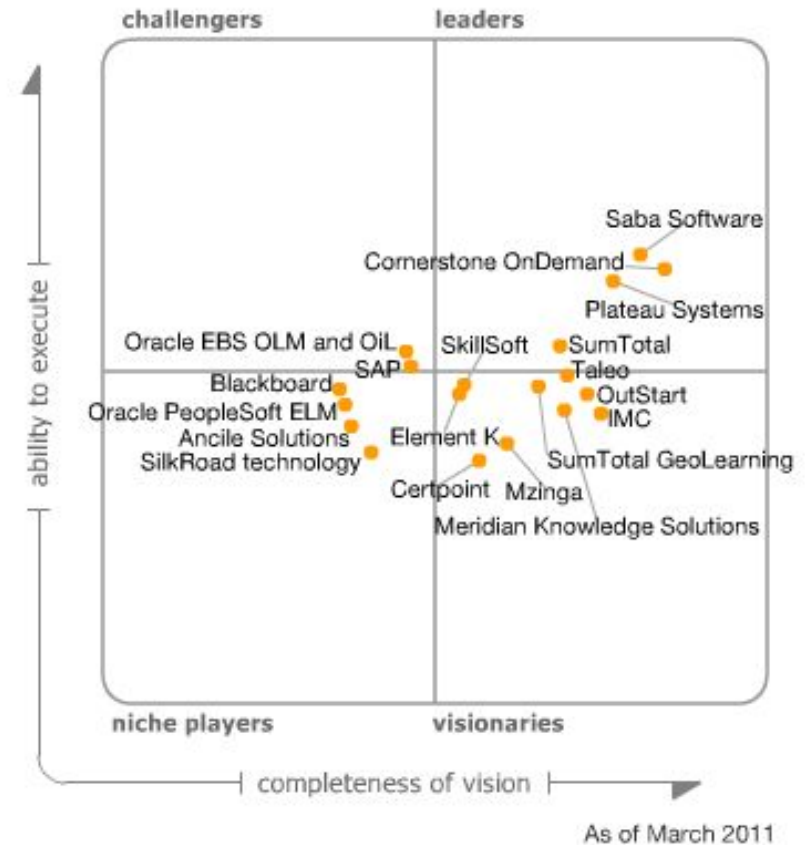 challengers
leaders
Saba Software
Cornerstone OnDemand
Plateau Systems
Oracle EBS OLM and OiL
SkillSoft
SumTotal
SAP
Taleo
Blackboard
OutStart
Oracle PeopleSoft ELM
IMC
Ancile Solutions
Element K
SilkRoad technology
SumTotal GeoLearning
Certpoint
Mzinga
Meridian Knowledge Solutions
ability to execute
niche players
visionaries
completeness of vision
As of March 2011